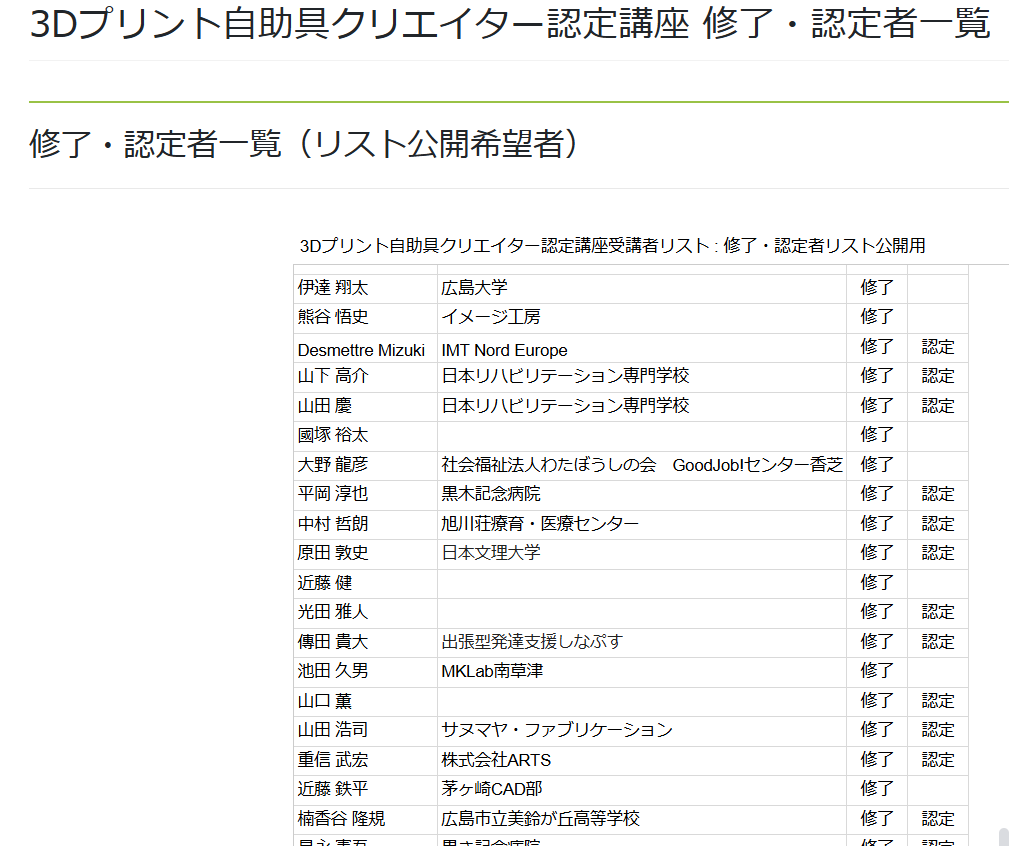 3Dプリント自助具クリエイター認定講座 修了・認定者一覧
修了・認定者一覧（リスト公開希望者）
3Dプリント自助具クリエイター認定講座受講者リスト : 修了・認定者リスト公開用
伊達 翔太 広島大学 修了
熊谷 悟史 イメージ工房 修了
Desmettre Mizuki IMT Nord Europe 修了 認定
山下 高介 日本リハビリテーション専門学校 修了 認定
山田 慶 日本リハビリテーション専門学校 修了 認定
國塚 裕太 修了
大野 龍彦 社会福祉法人わたぼうしの会　GoodJob!センター香芝 修了
平岡 淳也 黒木記念病院 修了 認定
中村 哲朗 旭川荘療育・医療センター 修了 認定
原田 敦史 日本文理大学 修了 認定
近藤 健 修了
光田 雅人 修了 認定
傳田 貴大 出張型発達支援しなぷす 修了 認定
池田 久男 MKLab南草津 修了
山口 薫 修了 認定
山田 浩司 サヌマヤ・ファブリケーション 修了 認定
重信 武宏 株式会社ARTS 修了 認定
近藤 鉄平 茅ヶ崎CAD部 修了
楠香谷 隆規 広島市立美鈴が丘高等学校 修了 認定
修了 認定